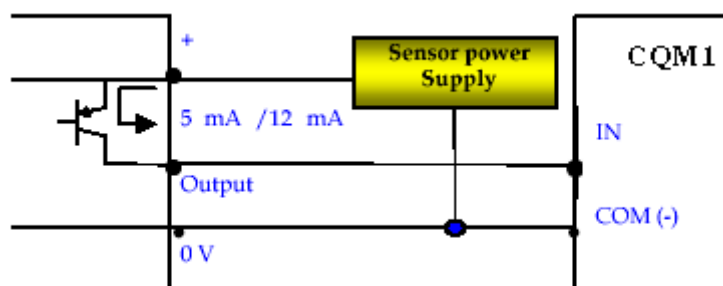 +
Sensor power
Supply
CQM1
5 mA /12 mA
IN
Output
COM (-)
0 V